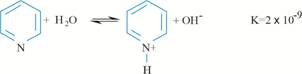 + H₂O ⇌ + OH⁻ K=2 x 10⁻⁹
N N+
H